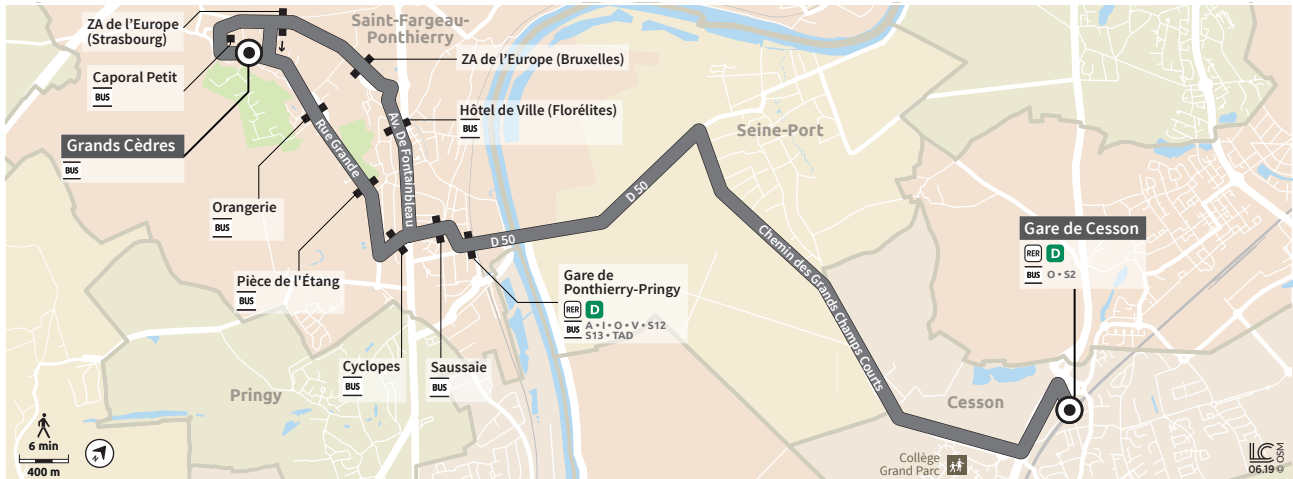 ZA de l'Europe
(Strasbourg)
Saint-Fargeau-
Ponthierry
ZA de l'Europe (Bruxelles)
Caporal Petit
BUS
Hôtel de Ville (Florélites)
BUS
Grands Cèdres
BUS
Rue Grande
Av. De Fontainbleau
Seine-Port
D 50
Orangerie
BUS
D 50
Chemin des Grands Champs Courts
Gare de Cesson
RER D
BUS O • S2
Pièce de l'Étang
BUS
Gare de
Ponthierry-Pringy
RER D
BUS A • I • O • V • S12
S13 • TAD
Cyclopes
BUS
Saussaie
BUS
Pringy
Cesson
6 min
400 m
Collège
Grand Parc
LC
06.19 © OSM